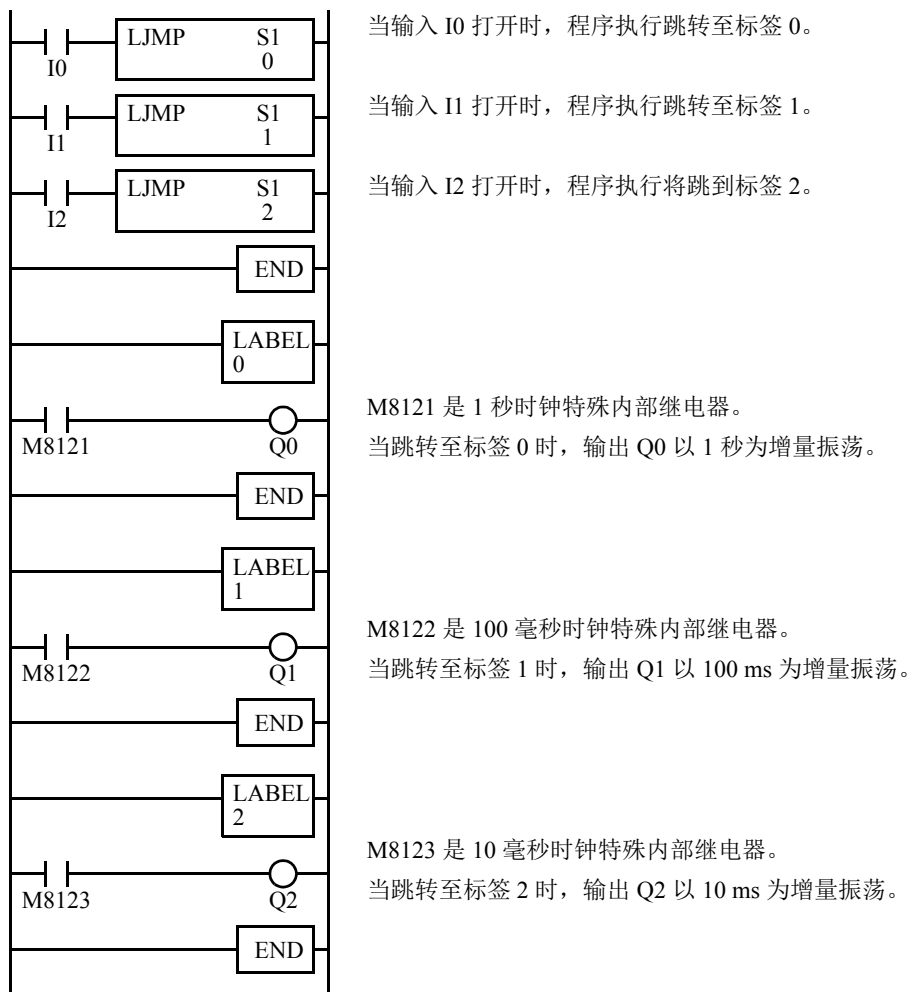 LJMP S1 当输入 I0 打开时，程序执行跳转至标签 0。
I0 0
LJMP S1 当输入 I1 打开时，程序执行跳转至标签 1。
I1 1
LJMP S1 当输入 I2 打开时，程序执行将跳到标签 2。
I2 2
END
LABEL
0
M8121 是 1 秒时钟特殊内部继电器。
M8121 Q0 当跳转至标签 0 时，输出 Q0 以 1 秒为增量振荡。
END
LABEL
1
M8122 是 100 毫秒时钟特殊内部继电器。
M8122 Q1 当跳转至标签 1 时，输出 Q1 以 100 ms 为增量振荡。
END
LABEL
2
M8123 是 10 毫秒时钟特殊内部继电器。
M8123 Q2 当跳转至标签 2 时，输出 Q2 以 10 ms 为增量振荡。
END